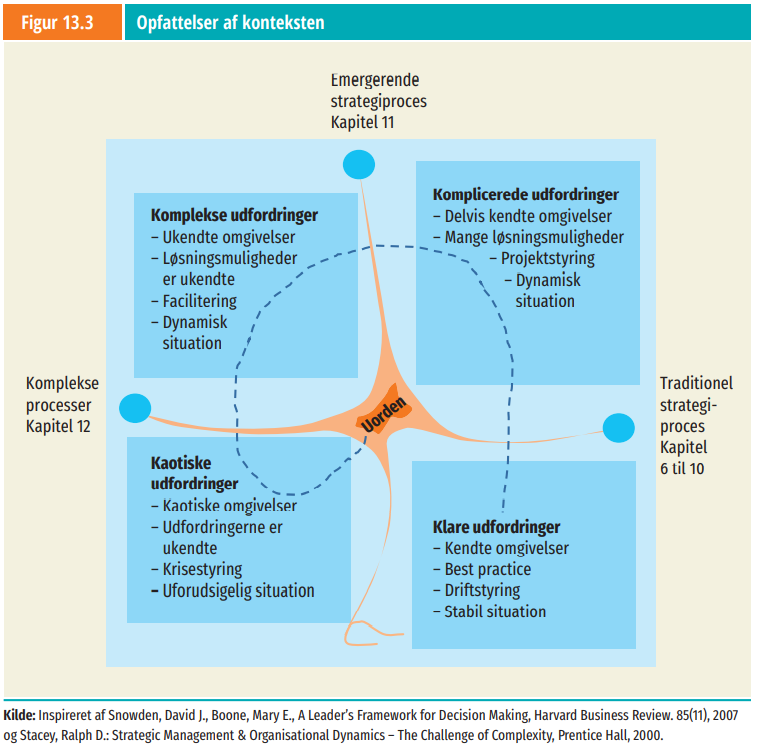 Figur 13.3
Opfattelser af konteksten
Emergerende
strategiproces
Kapitel 11
Komplekse udfordringer
– Ukendte omgivelser
– Løsningsmuligheder
er ukendte
– Facilitering
– Dynamisk
situation
Komplicerede udfordringer
– Delvis kendte omgivelser
– Mange løsningsmuligheder
– Projektstyring
– Dynamisk
situation
Komplekse
processer
Kapitel 12
Uorden
Traditionel
strategi-
proces
Kapitel
6 til 10
Kaotiske
udfordringer
– Kaotiske omgivelser
– Udfordringerne er
ukendte
– Krisestyring
– Uforudsigelig situation
Klare udfordringer
– Kendte omgivelser
– Best practice
– Driftstyring
– Stabil situation
Kilde: Inspireret af Snowden, David J., Boone, Mary E., A Leader’s Framework for Decision Making, Harvard Business Review. 85(11), 2007
og Stacey, Ralph D.: Strategic Management & Organisational Dynamics – The Challenge of Complexity, Prentice Hall, 2000.